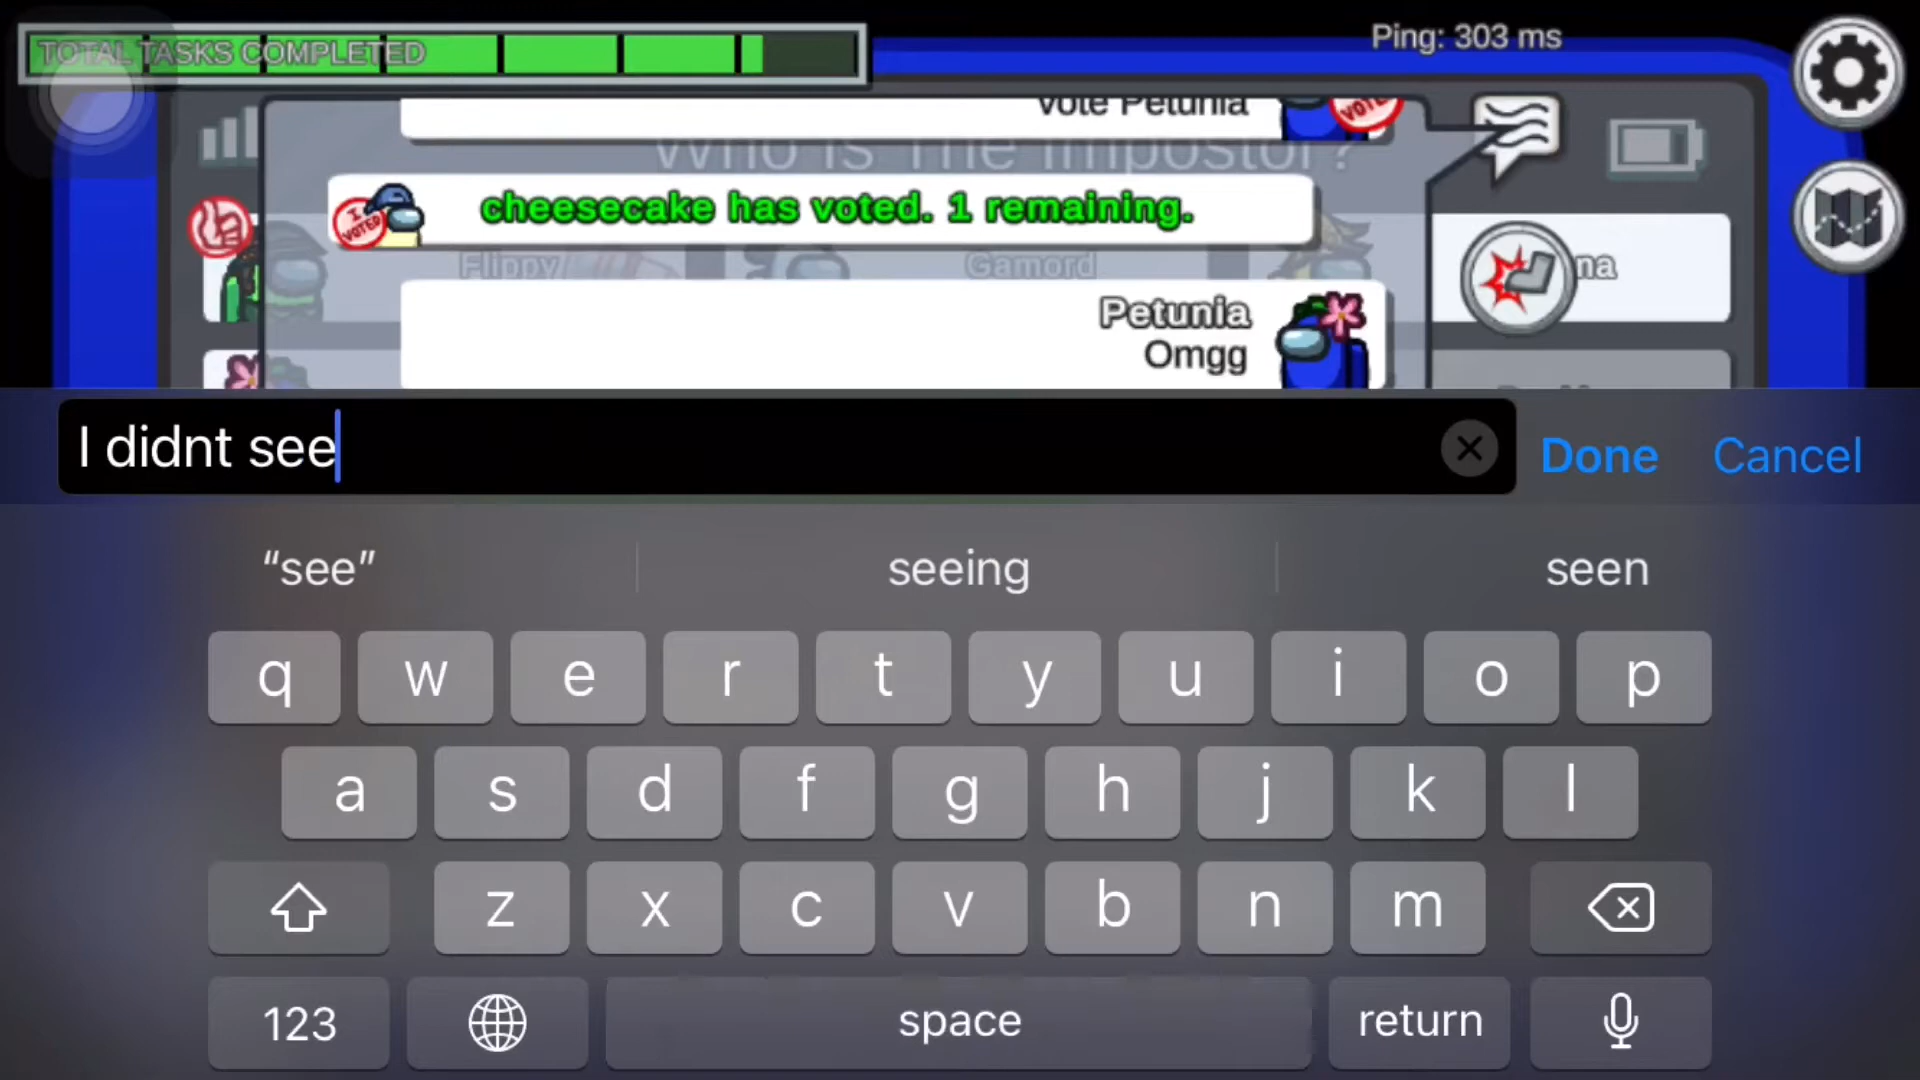 TOTAL TASKS COMPLETED
Ping: 303 ms
Vote Petunia
Who Is The Impostor?
I VOTED
cheesecake has voted. 1 remaining.
Flippy
Gamord
na
Petunia
Omgg
I didnt see
Done
Cancel
“see”
seeing
seen
q w e r t y u i o p
a s d f g h j k l
z x c v b n m
123
space
return